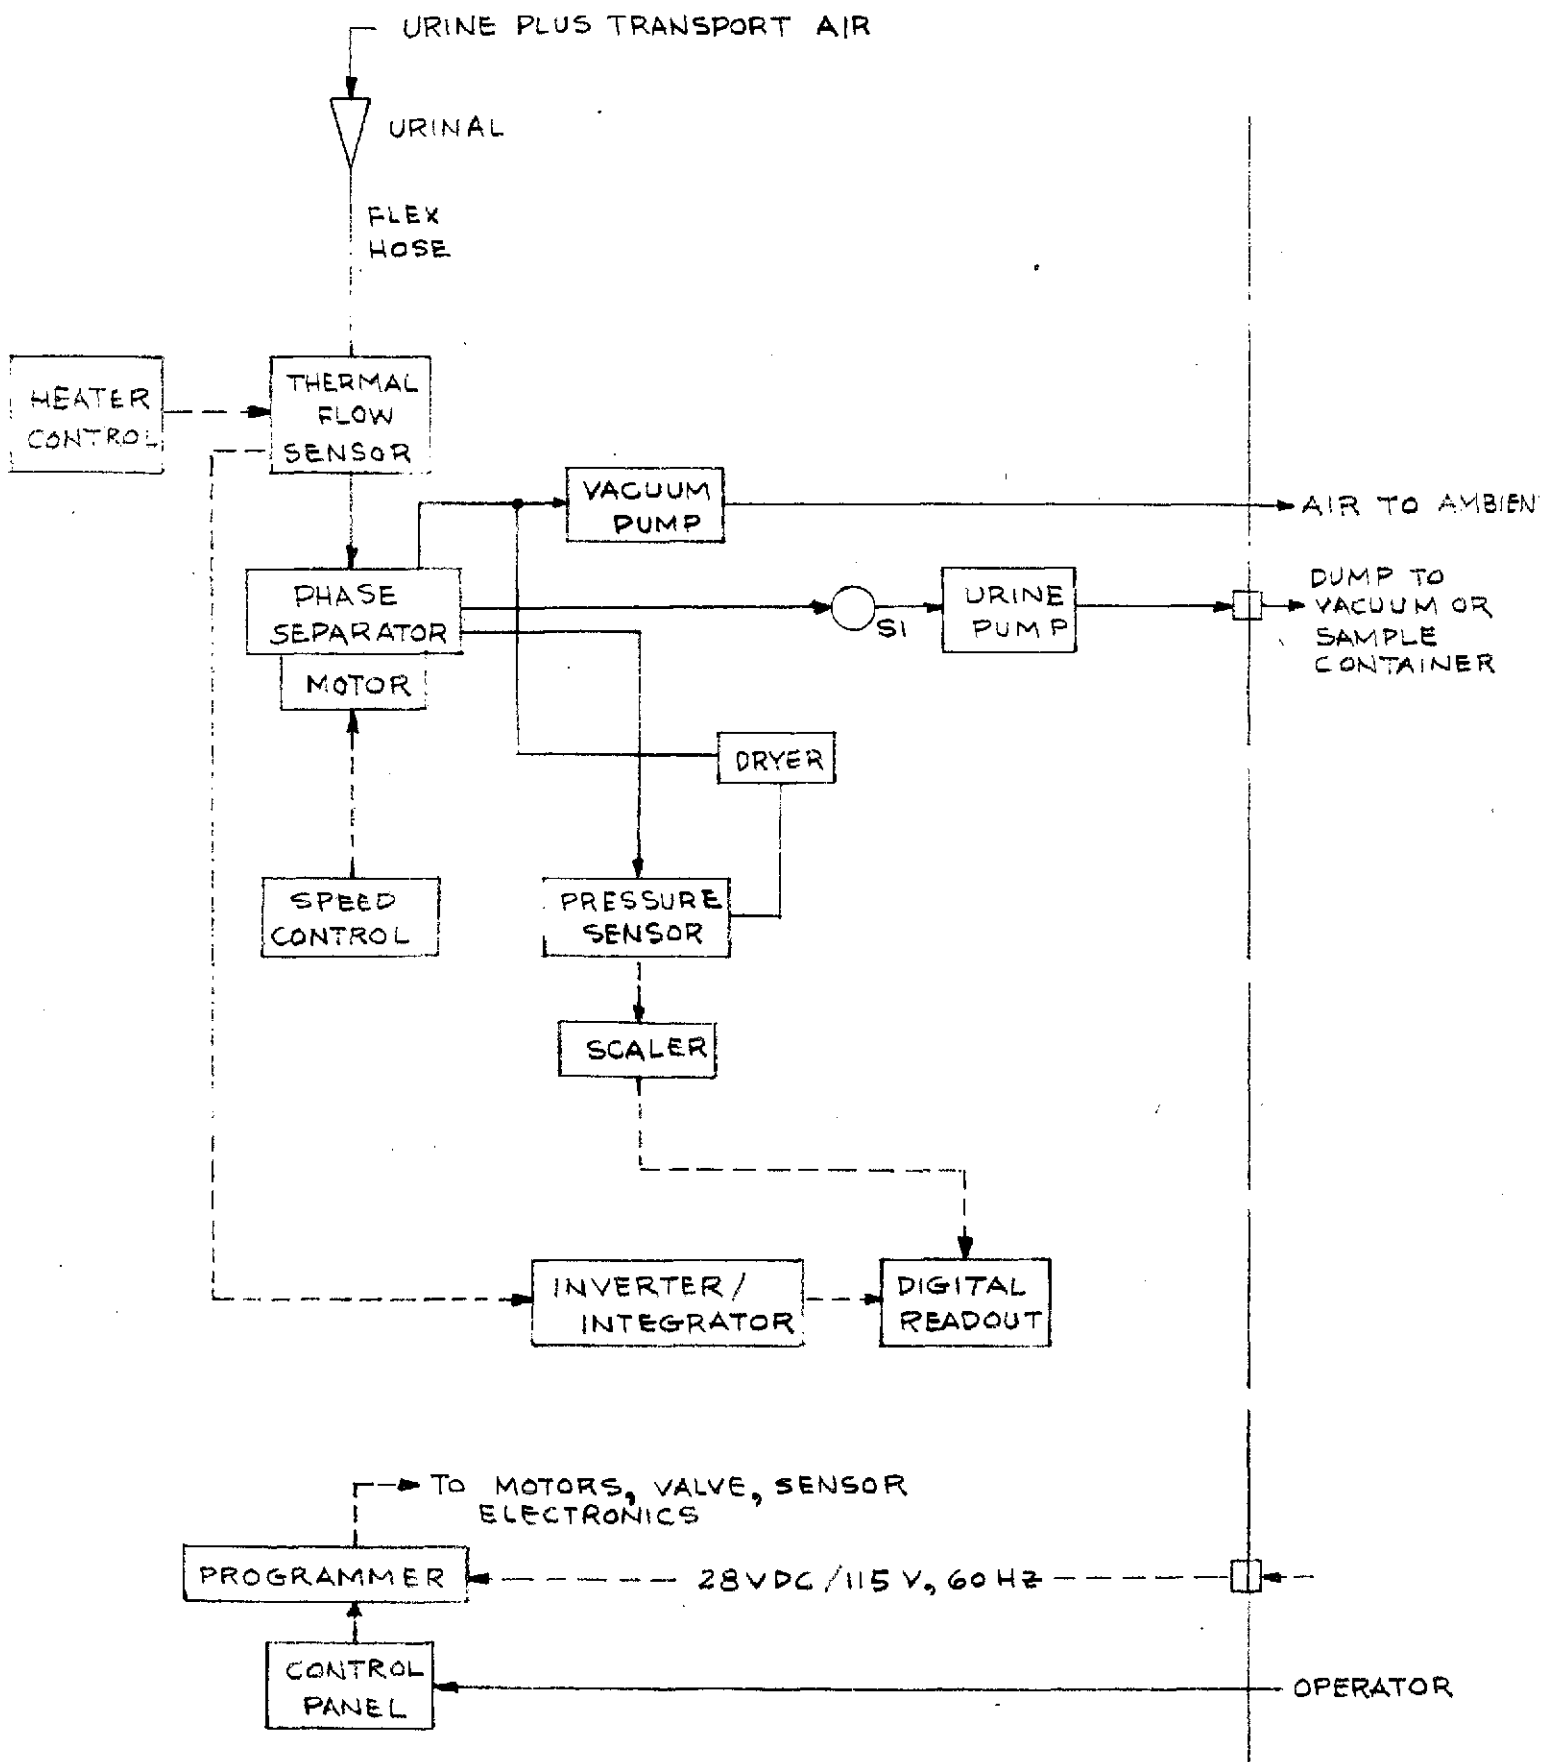 URINE PLUS TRANSPORT AIR
URINAL
FLEX
HOSE
HEATER
CONTROL
THERMAL
FLOW
SENSOR
VACUUM
PUMP
AIR TO AMBIEN
PHASE
SEPARATOR
MOTOR
S1
URINE
PUMP
DUMP TO
VACUUM OR
SAMPLE
CONTAINER
DRYER
SPEED
CONTROL
PRESSURE
SENSOR
SCALER
INVERTER/
INTEGRATOR
DIGITAL
READOUT
TO MOTORS, VALVE, SENSOR
ELECTRONICS
PROGRAMMER
28VDC/115 V, 60 HZ
CONTROL
PANEL
OPERATOR